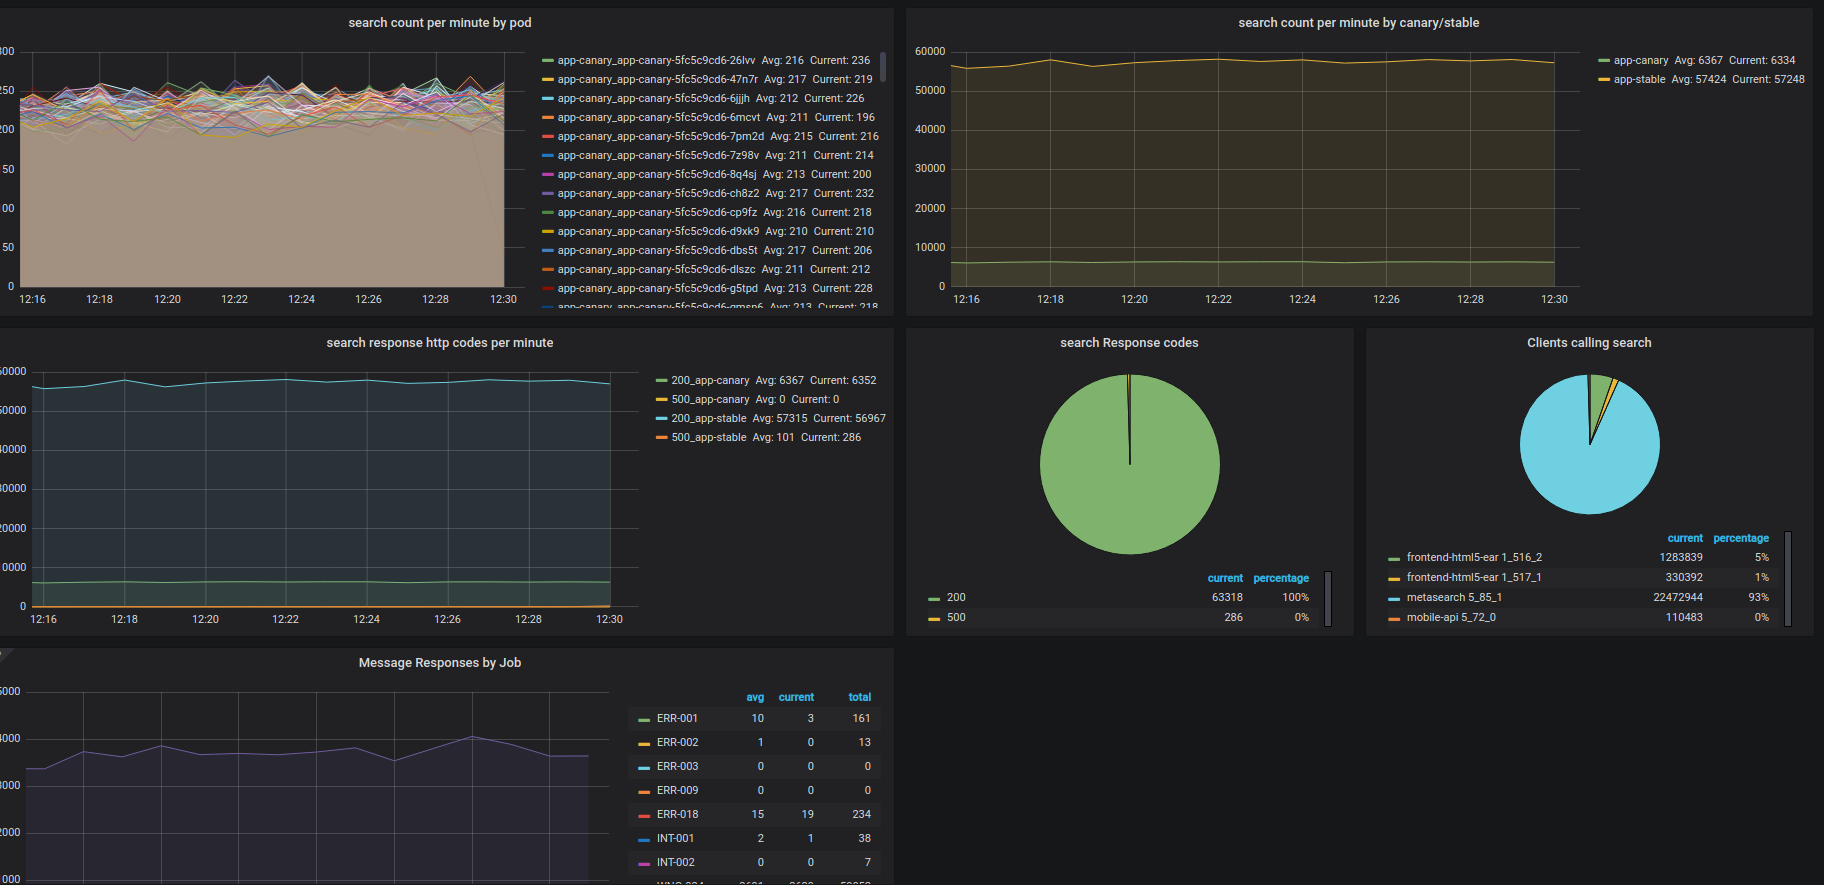 search count per minute by pod
300
250
200
150
100
50
0
12:16 12:18 12:20 12:22 12:24 12:26 12:28 12:30
app-canary_app-canary-5fc5c9cd6-26lvv Avg: 216 Current: 236
app-canary_app-canary-5fc5c9cd6-47n7r Avg: 217 Current: 219
app-canary_app-canary-5fc5c9cd6-6jjjh Avg: 212 Current: 226
app-canary_app-canary-5fc5c9cd6-6mcvt Avg: 211 Current: 196
app-canary_app-canary-5fc5c9cd6-7pm2d Avg: 215 Current: 216
app-canary_app-canary-5fc5c9cd6-7z98v Avg: 211 Current: 214
app-canary_app-canary-5fc5c9cd6-8q4sj Avg: 213 Current: 200
app-canary_app-canary-5fc5c9cd6-ch8z2 Avg: 217 Current: 232
app-canary_app-canary-5fc5c9cd6-cp9fz Avg: 216 Current: 218
app-canary_app-canary-5fc5c9cd6-d9xk9 Avg: 210 Current: 210
app-canary_app-canary-5fc5c9cd6-dbs5t Avg: 217 Current: 206
app-canary_app-canary-5fc5c9cd6-dlszc Avg: 211 Current: 212
app-canary_app-canary-5fc5c9cd6-g5tpd Avg: 213 Current: 228
search count per minute by canary/stable
60000
50000
40000
30000
20000
10000
0
12:16 12:18 12:20 12:22 12:24 12:26 12:28 12:30
app-canary Avg: 6367 Current: 6334
app-stable Avg: 57424 Current: 57248
search response http codes per minute
60000
50000
40000
30000
20000
10000
0
12:16 12:18 12:20 12:22 12:24 12:26 12:28 12:30
200_app-canary Avg: 6367 Current: 6352
500_app-canary Avg: 0 Current: 0
200_app-stable Avg: 57315 Current: 56967
500_app-stable Avg: 101 Current: 286
search Response codes
current percentage
200 63318 100%
500 286 0%
Clients calling search
current percentage
frontend-html5-ear 1_516_2 1283839 5%
frontend-html5-ear 1_517_1 330392 1%
metasearch 5_85_1 22472944 93%
mobile-api 5_72_0 110483 0%
Message Responses by Job
5000
4000
3000
2000
1000
avg current total
ERR-001 10 3 161
ERR-002 1 0 13
ERR-003 0 0 0
ERR-009 0 0 0
ERR-018 15 19 234
INT-001 2 1 38
INT-002 0 0 7